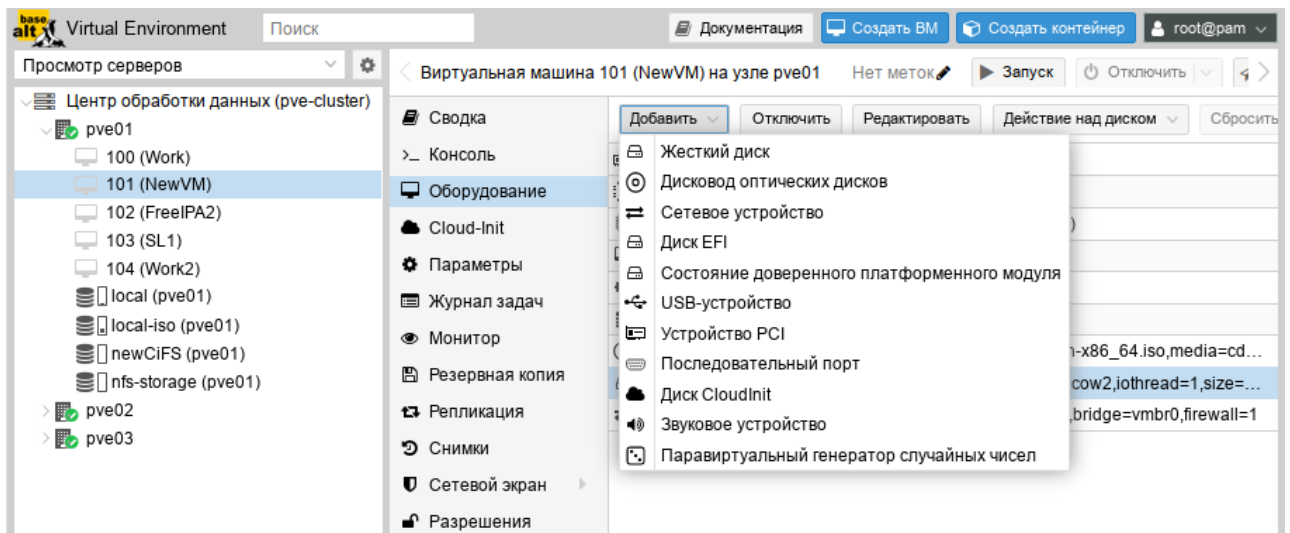 base
alt Virtual Environment Поиск Документация Создать ВМ Создать контейнер root@pam
Просмотр серверов
Виртуальная машина 101 (NewVM) на узле pve01 Нет меток Запуск Отключить
Центр обработки данных (pve-cluster)
pve01
100 (Work)
101 (NewVM)
102 (FreeIPA2)
103 (SL1)
104 (Work2)
local (pve01)
local-iso (pve01)
newCiFS (pve01)
nfs-storage (pve01)
pve02
pve03
Сводка
>_ Консоль
Оборудование
Cloud-Init
Параметры
Журнал задач
Монитор
Резервная копия
Репликация
Снимки
Сетевой экран
Разрешения
Добавить Отключить Редактировать Действие над диском Сбросить
Жесткий диск
Дисковод оптических дисков
Сетевое устройство
Диск EFI
Состояние доверенного платформенного модуля
USB-устройство
Устройство PCI
Последовательный порт
Диск CloudInit
Звуковое устройство
Паравиртуальный генератор случайных чисел
)
-x86_64.iso,media=cd...
cow2,iothread=1,size=...
,bridge=vmbr0,firewall=1